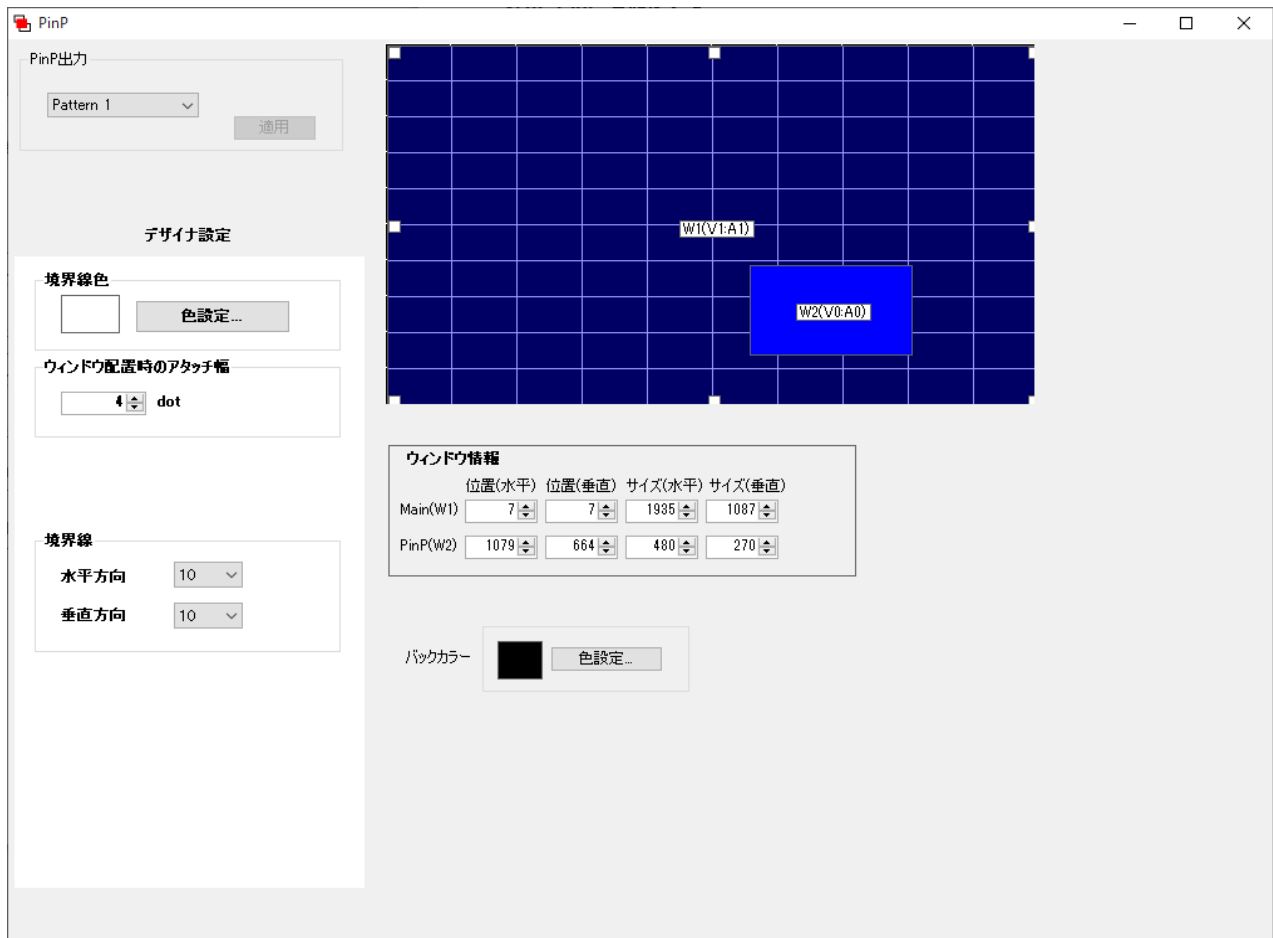 PinP
PinP出力
Pattern 1
適用
デザイナ設定
境界線色
色設定...
ウィンドウ配置時のアタッチ幅
4 dot
境界線
水平方向 10
垂直方向 10
W1(V1:A1)
W2(V0:A0)
ウィンドウ情報
位置(水平) 位置(垂直) サイズ(水平) サイズ(垂直)
Main(W1) 7 7 1935 1087
PinP(W2) 1079 664 480 270
バックカラー 色設定...